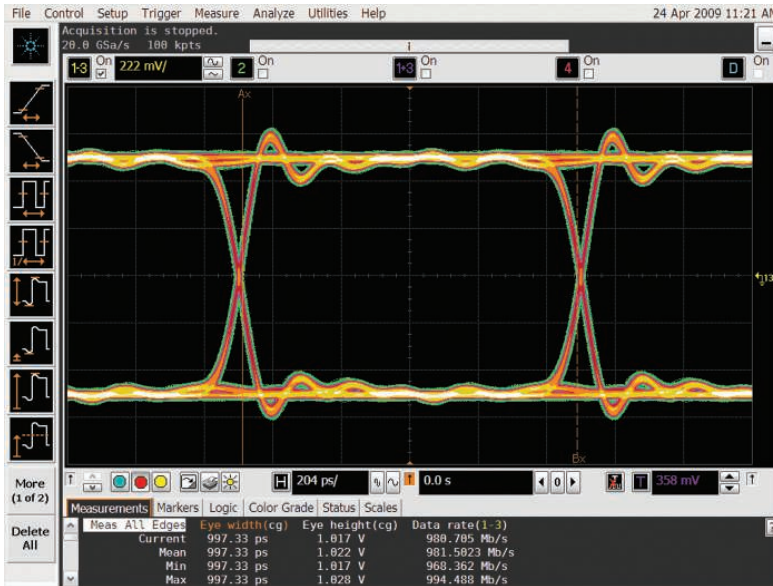 File Control Setup Trigger Measure Analyze Utilities Help 24 Apr 2009 11:21 AM
Acquisition is stopped.
20.0 GSa/s 100 kpts
1-3 On 222 mV/ 2 On 1+3 On 4 On D On
Ax
13
Bx
More
(1 of 2)
Delete
All
H 204 ps/ 0.0 s 0 T 358 mV
Measurements Markers Logic Color Grade Status Scales
Meas All Edges Eye width(cg) Eye height(cg) Data rate(1-3)
Current 997.33 ps 1.017 V 980.705 Mb/s
Mean 997.33 ps 1.022 V 981.5023 Mb/s
Min 997.33 ps 1.017 V 968.362 Mb/s
Max 997.33 ps 1.028 V 994.488 Mb/s